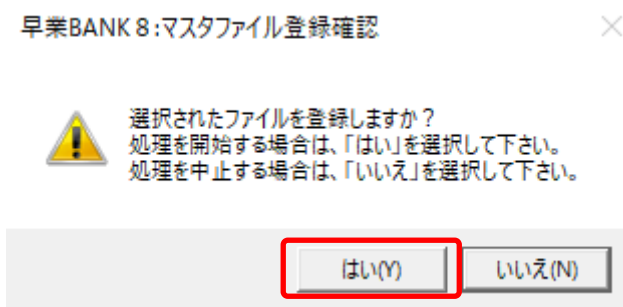 早業BANK８:マスタファイル登録確認
選択されたファイルを登録しますか？
処理を開始する場合は、「はい」を選択して下さい。
処理を中止する場合は、「いいえ」を選択して下さい。
はい(Y) いいえ(N)